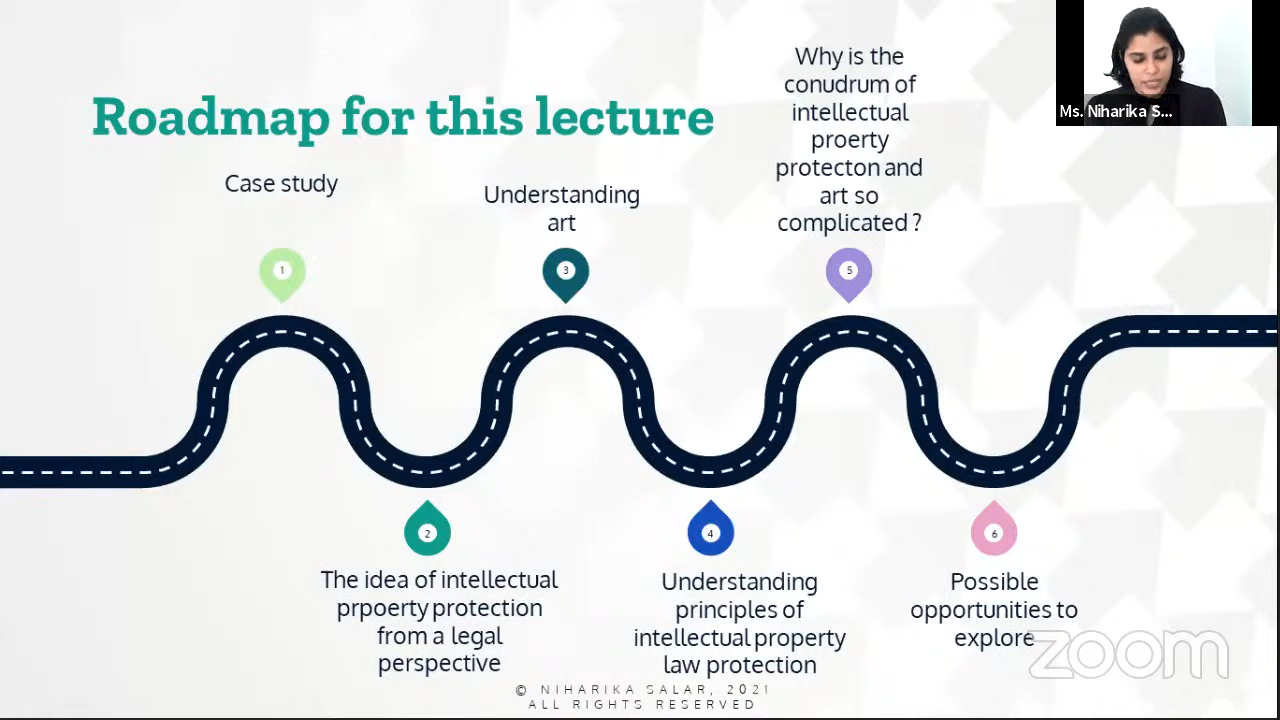 Roadmap for this lecture
Case study
1
The idea of intellectual
prpoerty protection
from a legal
perspective
2
Understanding
art
3
Understanding
principles of
intellectual property
law protection
4
Why is the
conudrum of
intellectual
proerty
protecton and
art so
complicated ?
5
Possible
opportunities to
explore
6
Ms. Niharika S...
zoom
© NIHARIKA SALAR, 2021
ALL RIGHTS RESERVED